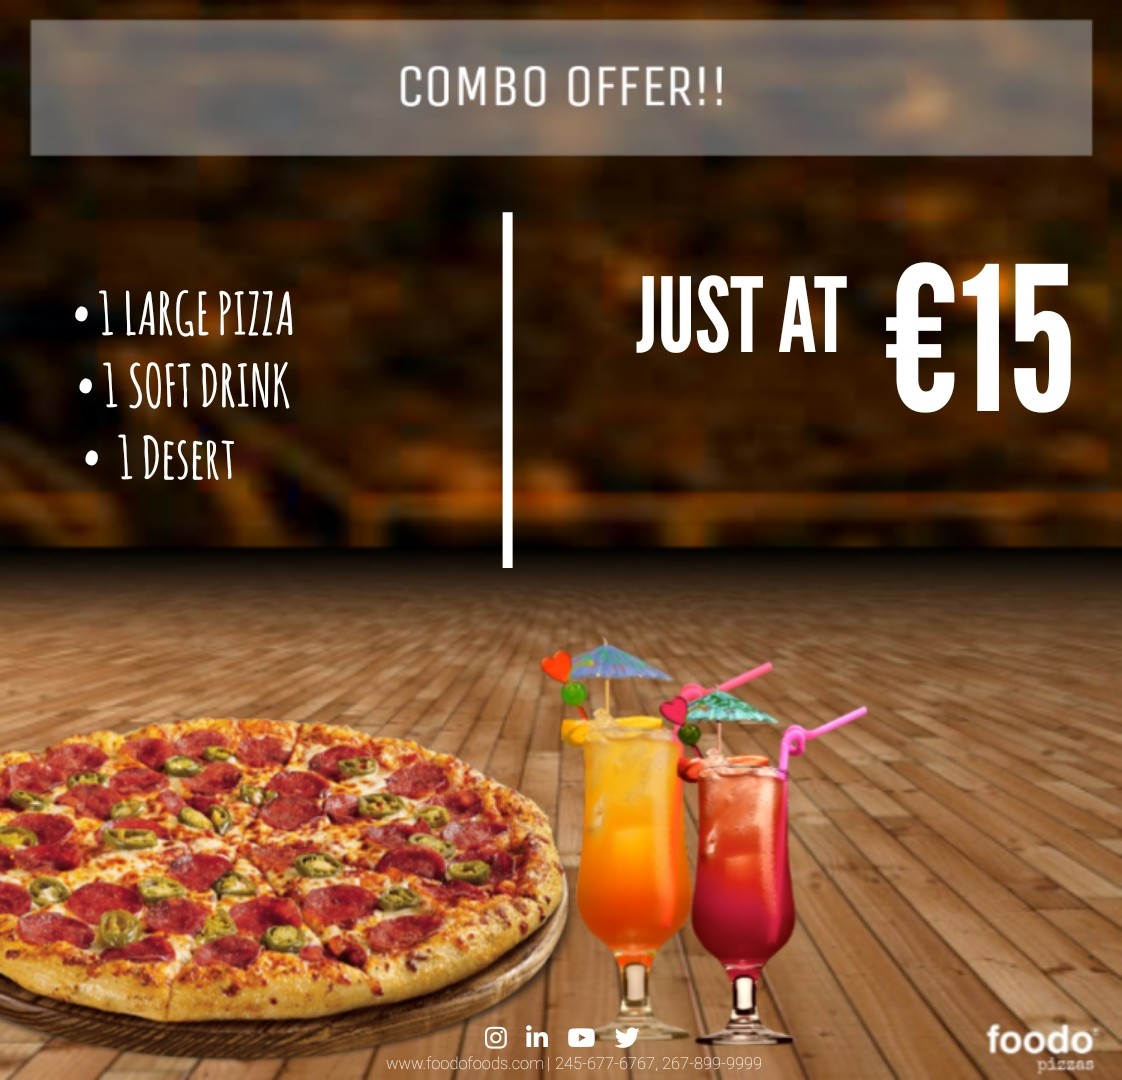 COMBO OFFER!!
• 1 LARGE PIZZA
• 1 SOFT DRINK
• 1 DESERT
JUST AT €15
www.foodofoods.com | 245-677-6767, 267-899-9999
foodo
pizzas